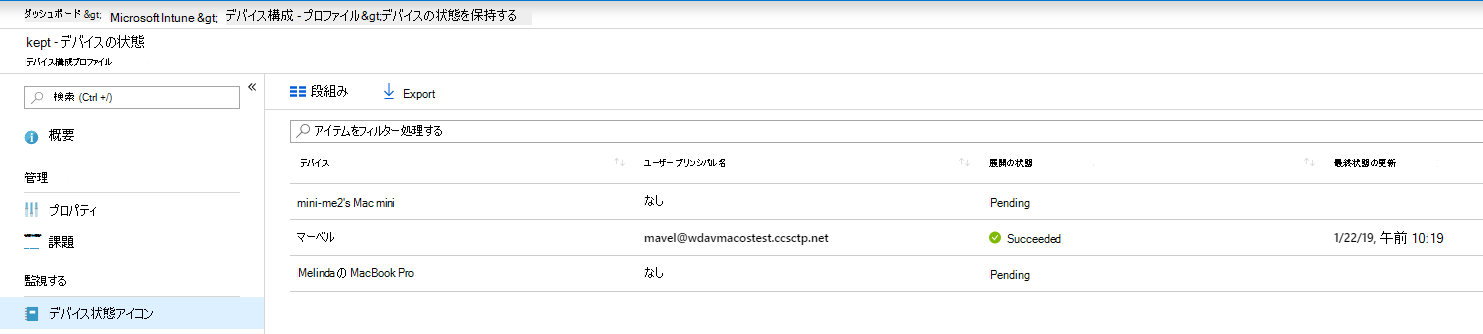 ダッシュボード &gt; Microsoft Intune &gt; デバイス構成 - プロファイル&gt;デバイスの状態を保持する
kept - デバイスの状態
デバイス構成プロファイル
検索 (Ctrl +/)
«
段組み Export
概要
アイテムをフィルター処理する
デバイス ユーザー プリンシパル名 展開の状態 最終状態の更新
管理
mini-me2's Mac mini なし Pending
プロパティ
マーベル mavel@wdavmacostest.ccsctp.net Succeeded 1/22/19, 午前 10:19
課題
Melinda の MacBook Pro なし Pending
監視する
デバイス状態アイコン